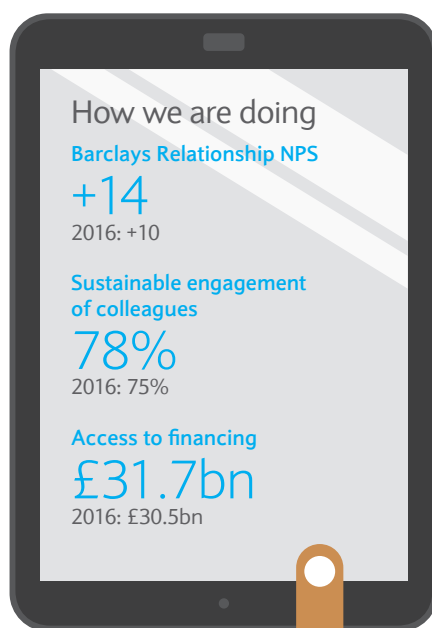 How we are doing
Barclays Relationship NPS
+14
2016: +10
Sustainable engagement
of colleagues
78%
2016: 75%
Access to financing
£31.7bn
2016: £30.5bn